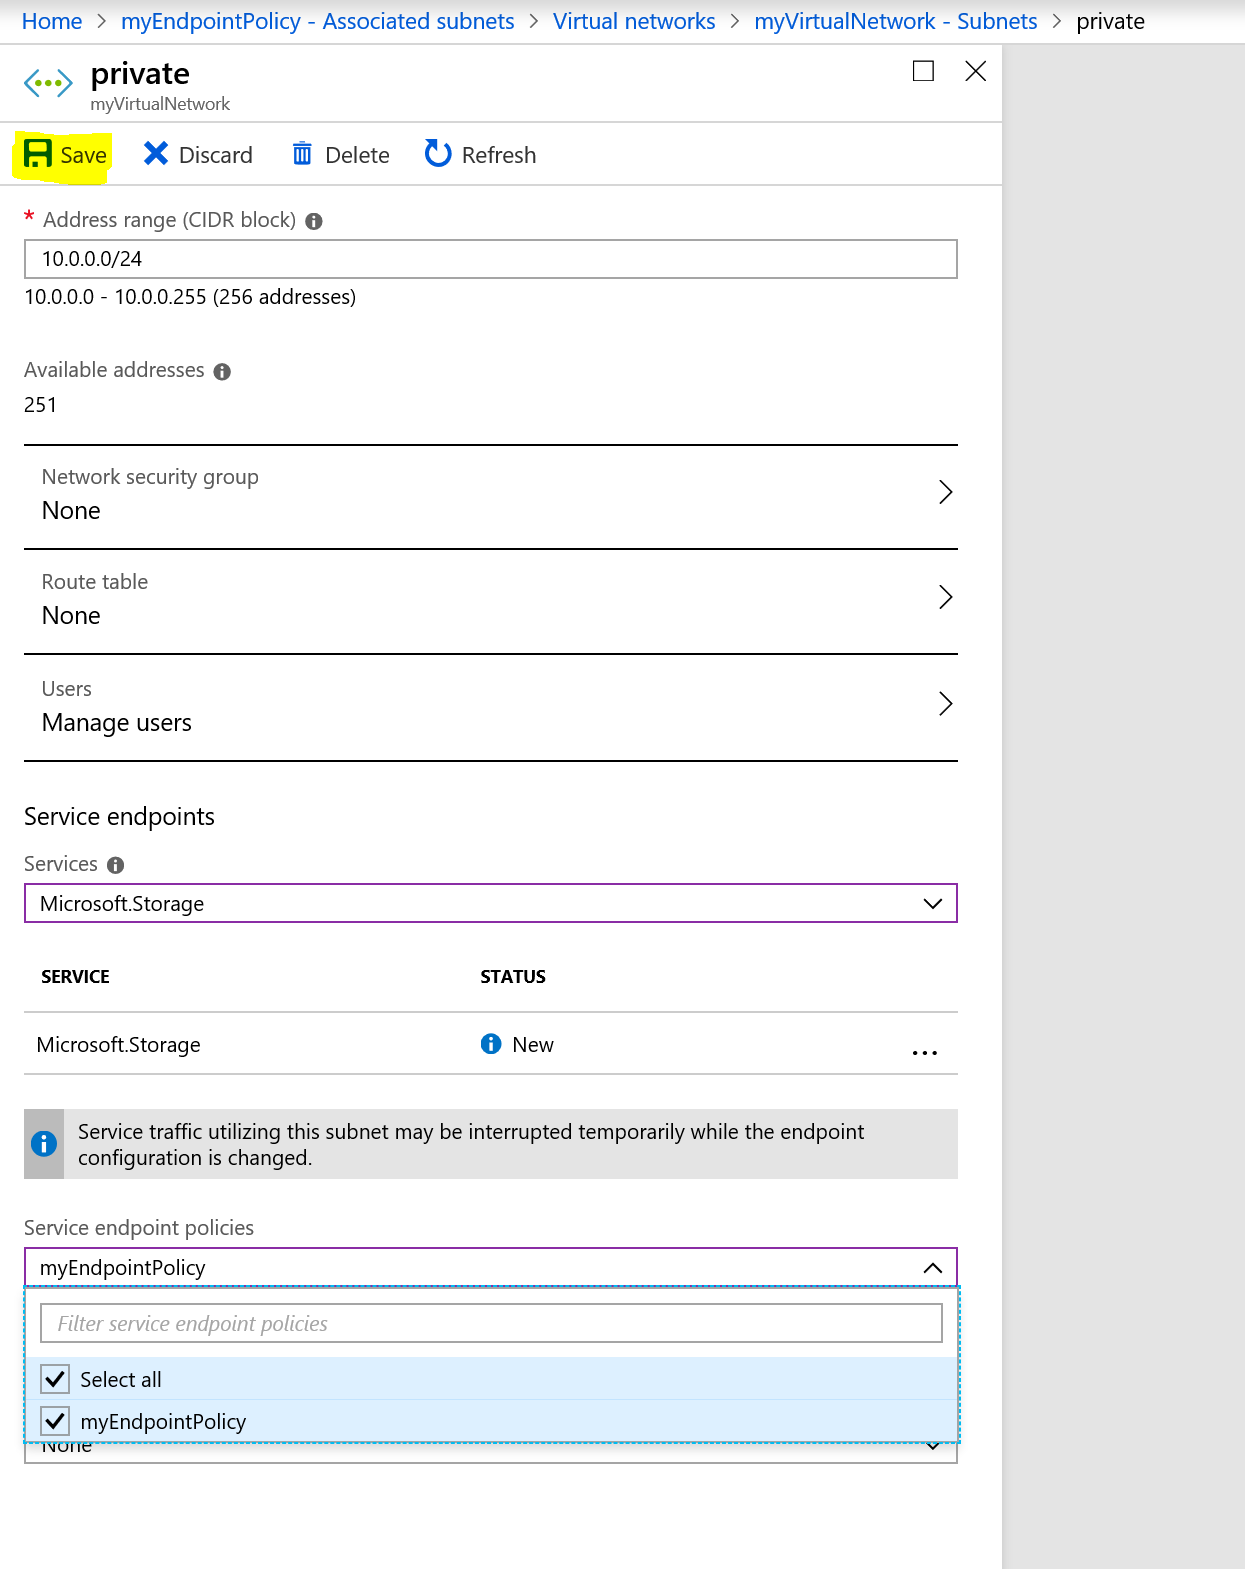 Home > myEndpointPolicy - Associated subnets > Virtual networks > myVirtualNetwork - Subnets > private
private
myVirtualNetwork
Save Discard Delete Refresh
* Address range (CIDR block)
10.0.0.0/24
10.0.0.0 - 10.0.0.255 (256 addresses)
Available addresses
251
Network security group
None
Route table
None
Users
Manage users
Service endpoints
Services
Microsoft.Storage
SERVICE STATUS
Microsoft.Storage New ...
Service traffic utilizing this subnet may be interrupted temporarily while the endpoint
configuration is changed.
Service endpoint policies
myEndpointPolicy
Filter service endpoint policies
Select all
myEndpointPolicy
None